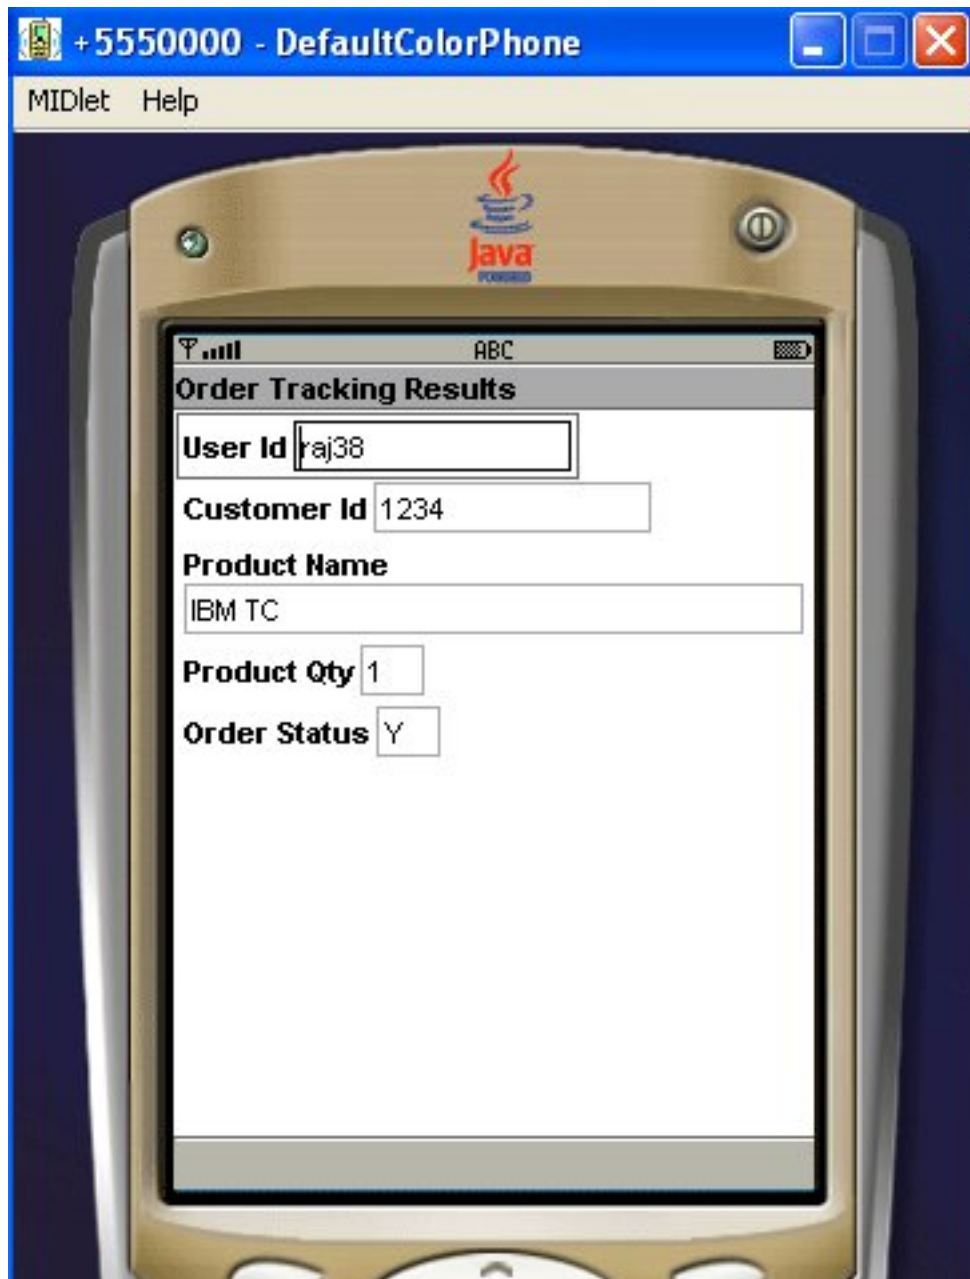 +5550000 - DefaultColorPhone
MIDlet Help
Java
POWERED
ABC
Order Tracking Results
User Id raj38
Customer Id 1234
Product Name
IBM TC
Product Qty 1
Order Status Y